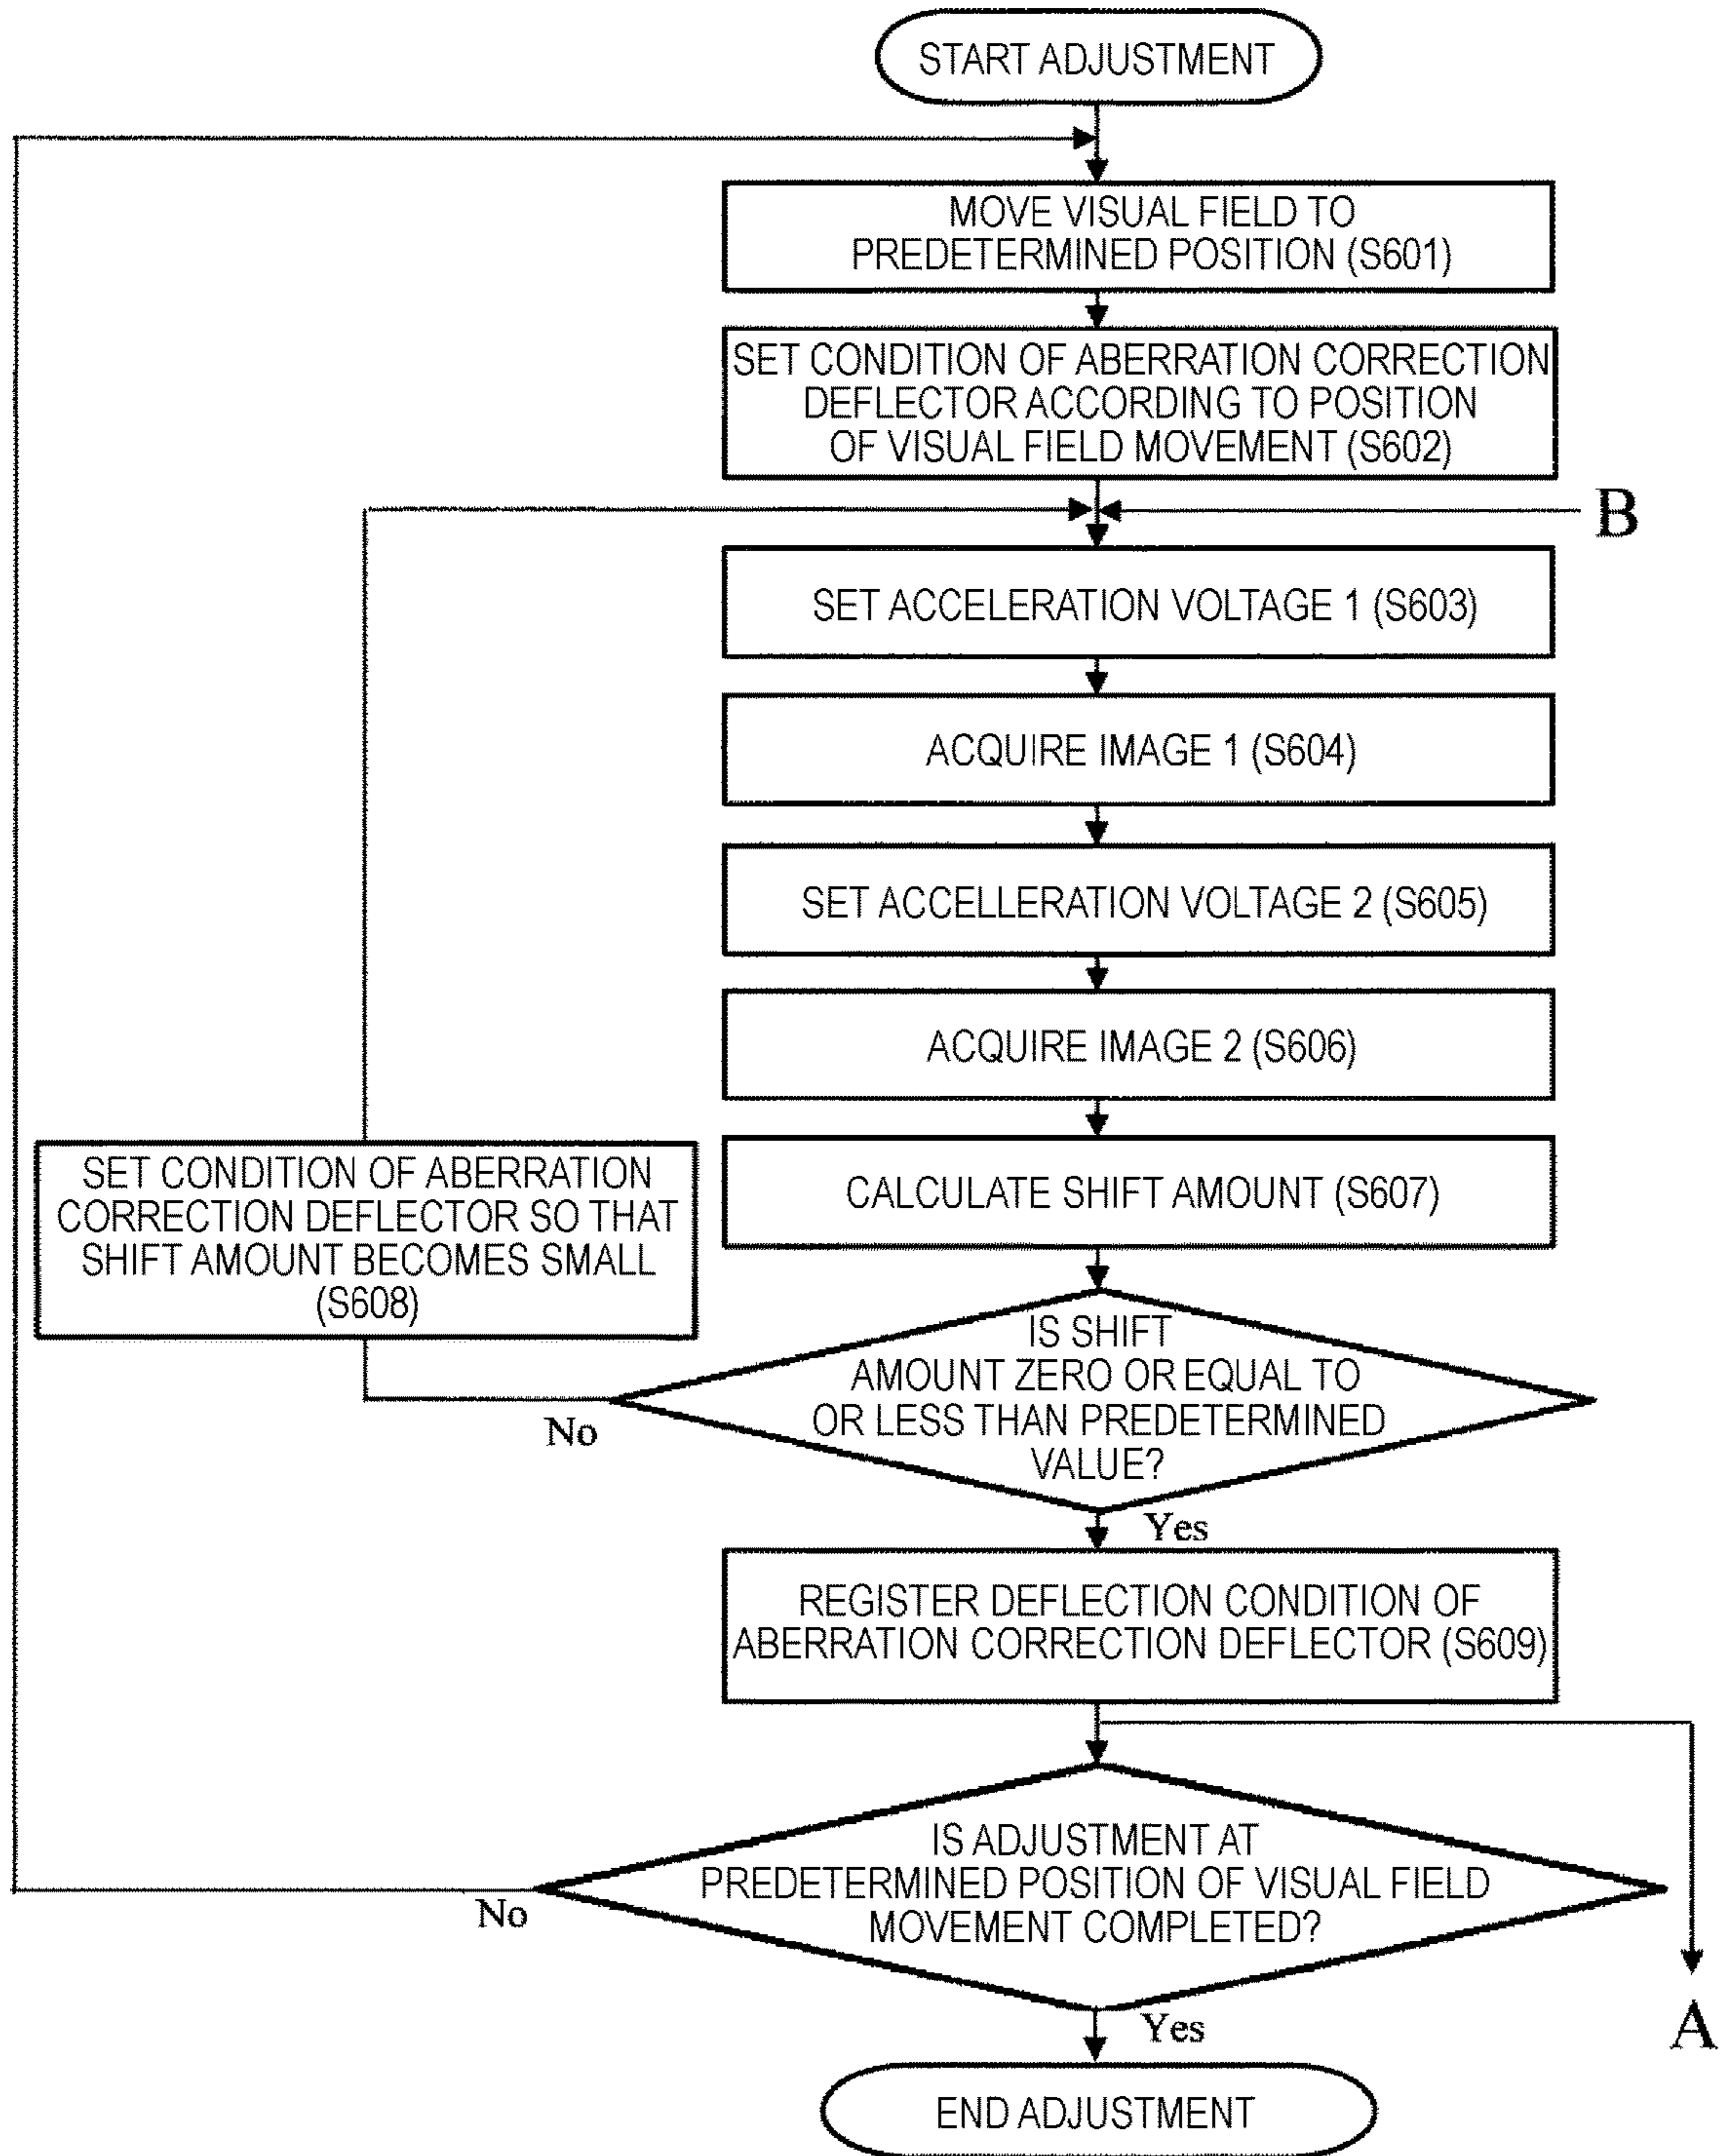 START ADJUSTMENT
MOVE VISUAL FIELD TO
PREDETERMINED POSITION (S601)
SET CONDITION OF ABERRATION CORRECTION
DEFLECTOR ACCORDING TO POSITION
OF VISUAL FIELD MOVEMENT (S602)
B
SET ACCELERATION VOLTAGE 1 (S603)
ACQUIRE IMAGE 1 (S604)
SET ACCELLERATION VOLTAGE 2 (S605)
ACQUIRE IMAGE 2 (S606)
CALCULATE SHIFT AMOUNT (S607)
SET CONDITION OF ABERRATION
CORRECTION DEFLECTOR SO THAT
SHIFT AMOUNT BECOMES SMALL
(S608)
IS SHIFT
AMOUNT ZERO OR EQUAL TO
OR LESS THAN PREDETERMINED
VALUE?
No
Yes
REGISTER DEFLECTION CONDITION OF
ABERRATION CORRECTION DEFLECTOR (S609)
IS ADJUSTMENT AT
PREDETERMINED POSITION OF VISUAL FIELD
MOVEMENT COMPLETED?
No
Yes
A
END ADJUSTMENT